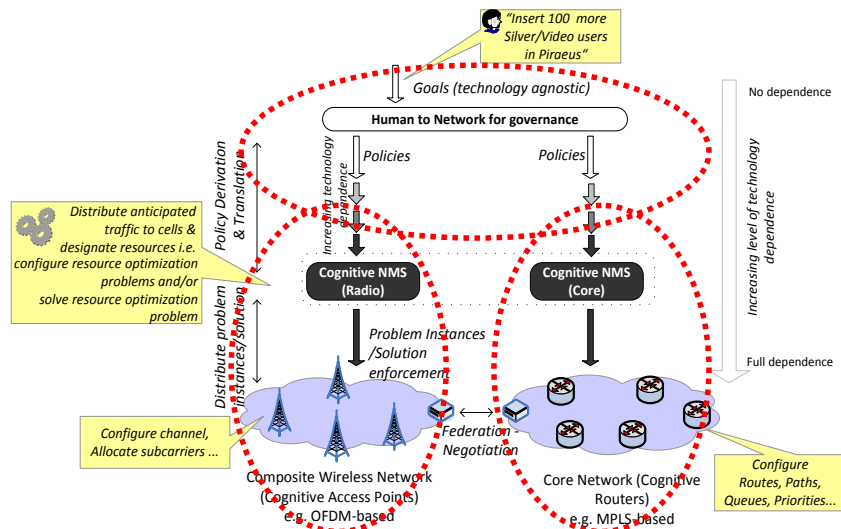 “Insert 100 more
Silver/Video users
in Piraeus“
Goals (technology agnostic)
No dependence
Human to Network for governance
Policies
Policies
Policy Derivation
& Translation
Increasing technology
dependence
Increasing level of technology
dependence
Distribute anticipated
traffic to cells &
designate resources i.e.
configure resource optimization
problems and/or
solve resource optimization
problem
Cognitive NMS
(Radio)
Cognitive NMS
(Core)
Distribute problem
instances/solution
Problem Instances
/Solution
enforcement
Full dependence
Configure channel,
Allocate subcarriers ...
Federation
Negotiation
Configure
Routes, Paths,
Queues, Priorities...
Composite Wireless Network
(Cognitive Access Points)
e.g. OFDM-based
Core Network (Cognitive
Routers)
e.g. MPLS-based